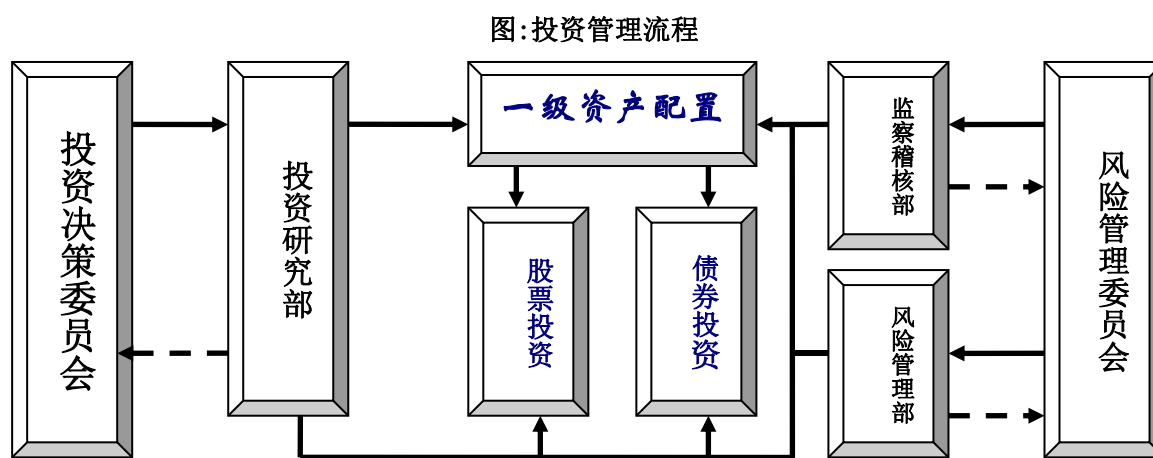 图:投资管理流程
投资决策委员会
投资研究部
一级资产配置
股票投资
债券投资
监察稽核部
风险管理部
风险管理委员会